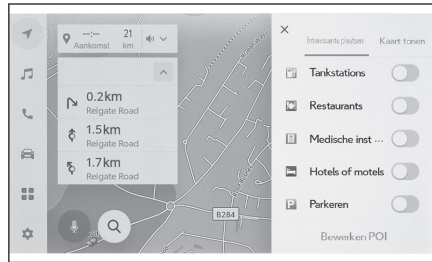 --:-- 21
Aankomst km
0.2km
Reigate Road
1.5km
Reigate Road
1.7km
Reigate Road
B284
Interessante plaatsen Kaart tonen
Tankstations
Restaurants
Medische inst ...
Hotels of motels
P Parkeren
Bewerken POI